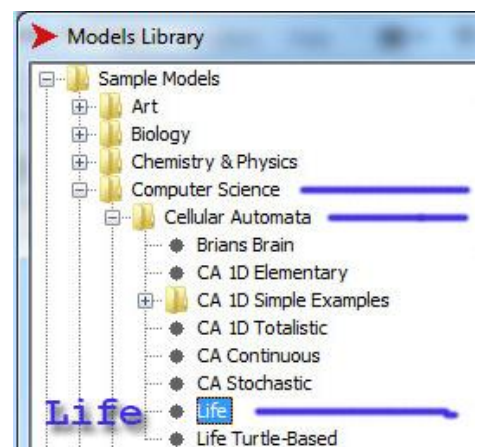 Models Library
Sample Models
Art
Biology
Chemistry & Physics
Computer Science
Cellular Automata
Brians Brain
CA 1D Elementary
CA 1D Simple Examples
CA 1D Totalistic
CA Continuous
CA Stochastic
Life Life
Life Turtle-Based